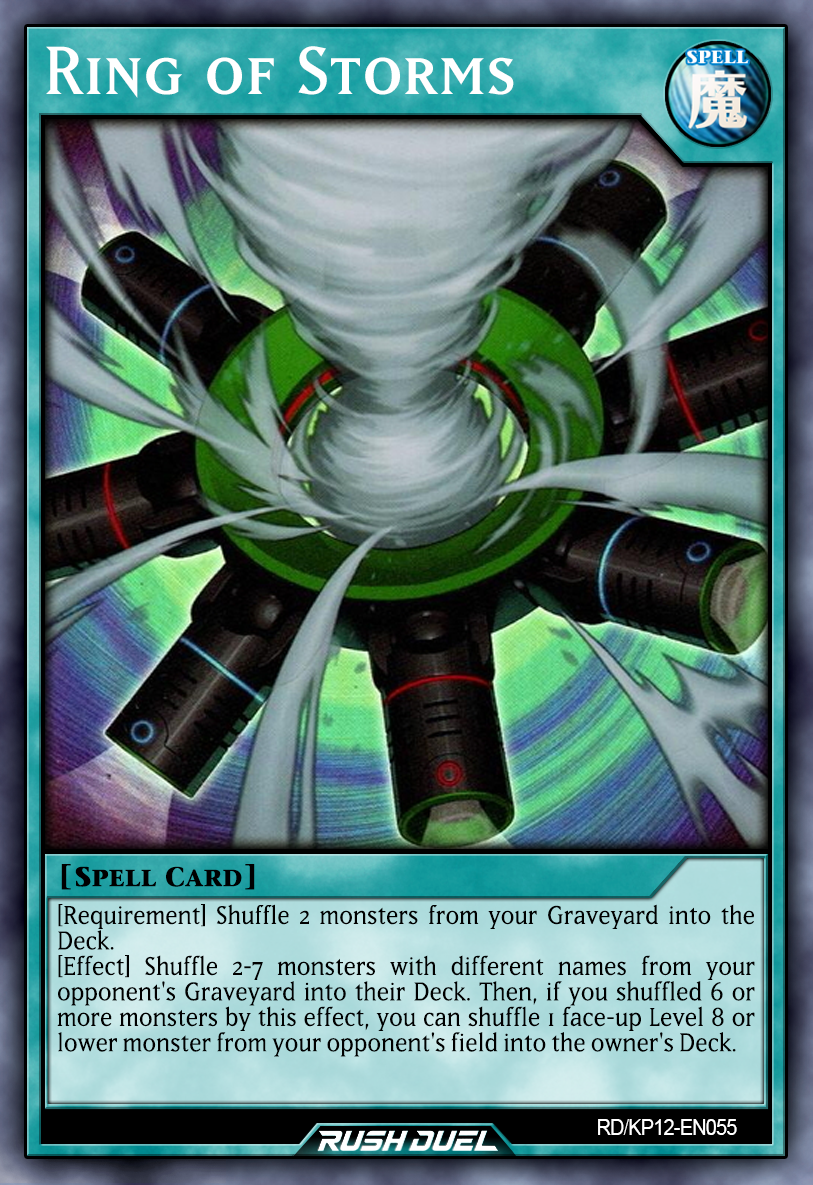 Ring of Storms
SPELL
魔
[Spell Card]
[Requirement] Shuffle 2 monsters from your Graveyard into the
Deck.
[Effect] Shuffle 2-7 monsters with different names from your
opponent's Graveyard into their Deck. Then, if you shuffled 6 or
more monsters by this effect, you can shuffle 1 face-up Level 8 or
lower monster from your opponent's field into the owner's Deck.
RD/KP12-EN055
RUSH DUEL